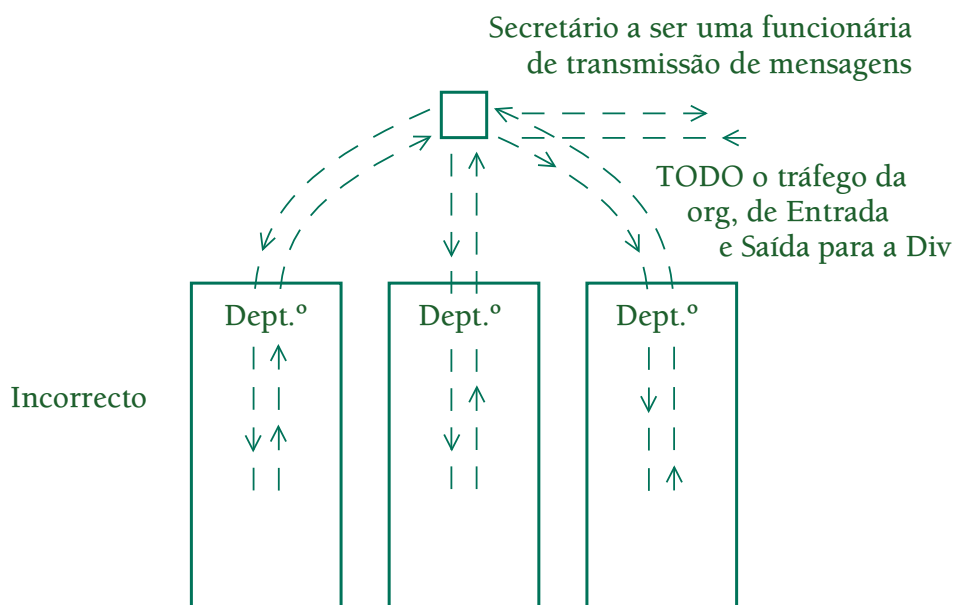 Secretário a ser uma funcionária
de transmissão de mensagens
TODO o tráfego da
org, de Entrada
e Saída para a Div
Dept.º
Dept.º
Dept.º
Incorrecto